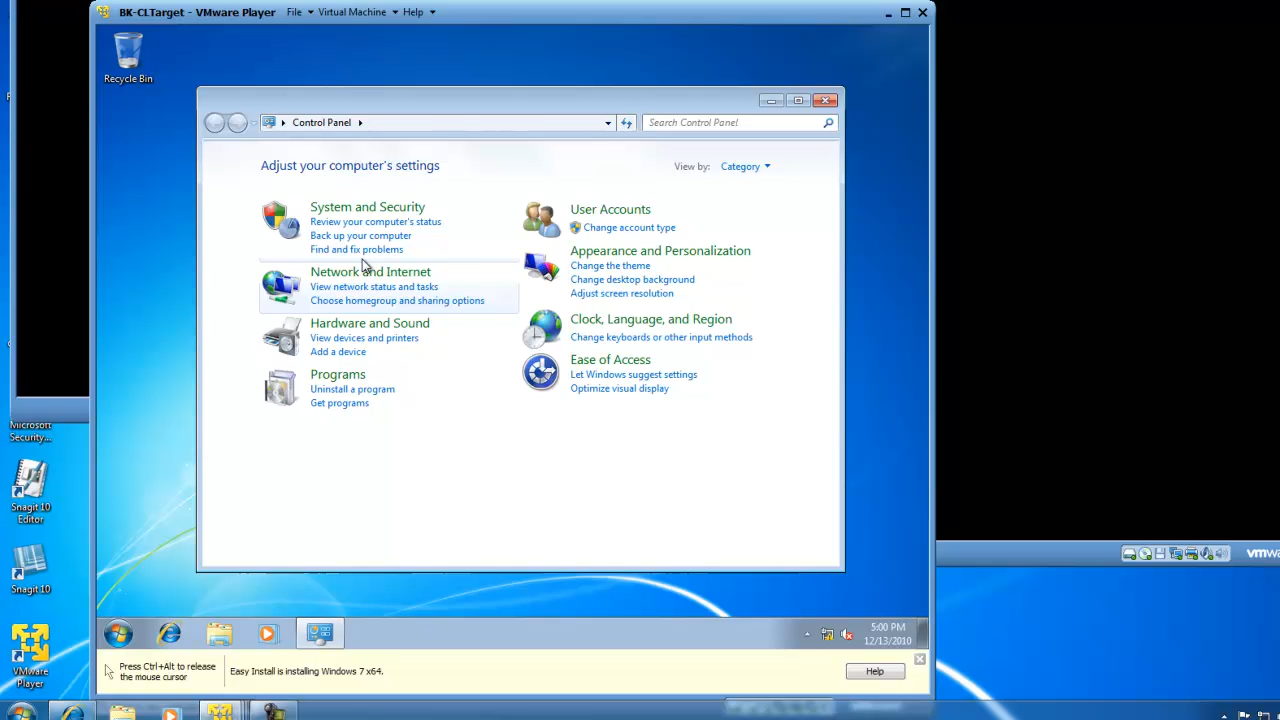 BK-CLTarget - VMware Player File Virtual Machine Help
Recycle Bin
Control Panel
Search Control Panel
Adjust your computer's settings
View by: Category
System and Security
Review your computer's status
Back up your computer
Find and fix problems
Network and Internet
View network status and tasks
Choose homegroup and sharing options
Hardware and Sound
View devices and printers
Add a device
Programs
Uninstall a program
Get programs
User Accounts
Change account type
Appearance and Personalization
Change the theme
Change desktop background
Adjust screen resolution
Clock, Language, and Region
Change keyboards or other input methods
Ease of Access
Let Windows suggest settings
Optimize visual display
Microsoft
Security...
Snagit 10
Editor
Snagit 10
VMware
Player
5:00 PM
12/13/2010
Press Ctrl+Alt to release
the mouse cursor
Easy Install is installing Windows 7 x64.
Help